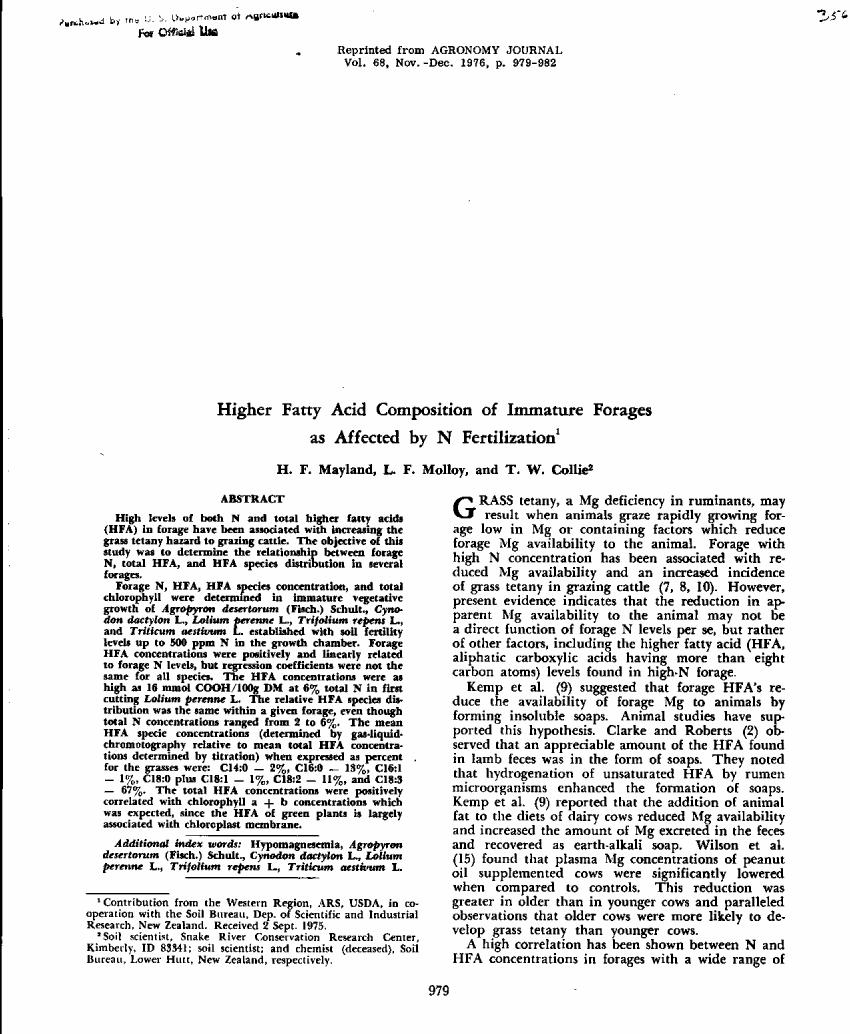 Purchased by the U. S. Department of Agriculture
For Official Use
356
Reprinted from AGRONOMY JOURNAL
Vol. 68, Nov.-Dec. 1976, p. 979-982
Higher Fatty Acid Composition of Immature Forages
as Affected by N Fertilization¹
H. F. Mayland, L. F. Molloy, and T. W. Collie²
ABSTRACT
High levels of both N and total higher fatty acids
(HFA) in forage have been associated with increasing the
grass tetany hazard to grazing cattle. The objective of this
study was to determine the relationship between forage
N, total HFA, and HFA species distribution in several
forages.
Forage N, HFA, HFA species concentration, and total
chlorophyll were determined in immature vegetative
growth of Agropyron desertorum (Fisch.) Schult., Cyno-
don dactylon L., Lolium perenne L., Trifolium repens L.,
and Triticum aestivum L. established with soil fertility
levels up to 500 ppm N in the growth chamber. Forage
HFA concentrations were positively and linearly related
to forage N levels, but regression coefficients were not the
same for all species. The HFA concentrations were as
high as 16 mmol COOH/100g DM at 6% total N in first
cutting Lolium perenne L. The relative HFA species dis-
tribution was the same within a given forage, even though
total N concentrations ranged from 2 to 6%. The mean
HFA specie concentrations (determined by gas-liquid-
chromotography relative to mean total HFA concentra-
tions determined by titration) when expressed as percent
for the grasses were: C14:0 — 2%, C16:0 — 13%, C16:1
— 1%, C18:0 plus C18:1 — 1%, C18:2 — 11%, and C18:3
— 67%. The total HFA concentrations were positively
correlated with chlorophyll a + b concentrations which
was expected, since the HFA of green plants is largely
associated with chloroplast membrane.
Additional index words: Hypomagnesemia, Agropyron
desertorum (Fisch.) Schult., Cynodon dactylon L., Lolium
perenne L., Trifolium repens L., Triticum aestivum L.
¹ Contribution from the Western Region, ARS, USDA, in co-
operation with the Soil Bureau, Dep. of Scientific and Industrial
Research, New Zealand. Received 2 Sept. 1975.
² Soil scientist, Snake River Conservation Research Center,
Kimberly, ID 83341; soil scientist; and chemist (deceased), Soil
Bureau, Lower Hutt, New Zealand, respectively.
GRASS tetany, a Mg deficiency in ruminants, may
result when animals graze rapidly growing for-
age low in Mg or containing factors which reduce
forage Mg availability to the animal. Forage with
high N concentration has been associated with re-
duced Mg availability and an increased incidence
of grass tetany in grazing cattle (7, 8, 10). However,
present evidence indicates that the reduction in ap-
parent Mg availability to the animal may not be
a direct function of forage N levels per se, but rather
of other factors, including the higher fatty acid (HFA,
aliphatic carboxylic acids having more than eight
carbon atoms) levels found in high-N forage.
Kemp et al. (9) suggested that forage HFA's re-
duce the availability of forage Mg to animals by
forming insoluble soaps. Animal studies have sup-
ported this hypothesis. Clarke and Roberts (2) ob-
served that an appreciable amount of the HFA found
in lamb feces was in the form of soaps. They noted
that hydrogenation of unsaturated HFA by rumen
microorganisms enhanced the formation of soaps.
Kemp et al. (9) reported that the addition of animal
fat to the diets of dairy cows reduced Mg availability
and increased the amount of Mg excreted in the feces
and recovered as earth-alkali soap. Wilson et al.
(15) found that plasma Mg concentrations of peanut
oil supplemented cows were significantly lowered
when compared to controls. This reduction was
greater in older than in younger cows and paralleled
observations that older cows were more likely to de-
velop grass tetany than younger cows.
A high correlation has been shown between N and
HFA concentrations in forages with a wide range of
979